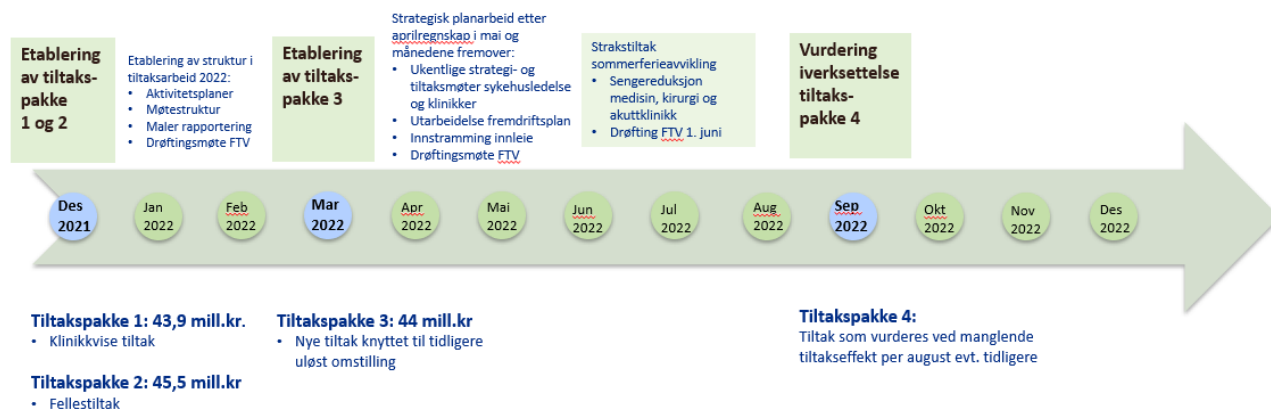 Etablering
av tiltaks-
pakke
1 og 2
Etablering av struktur i
tiltaksarbeid 2022:
• Aktivitetsplaner
• Møtestruktur
• Maler rapportering
• Drøftingsmøte FTV
Etablering
av tiltaks-
pakke 3
Strategisk planarbeid etter
aprilregnskap i mai og
månedene fremover:
• Ukentlige strategi- og
tiltaksmøter sykehusledelse
og klinikker
• Utarbeidelse fremdriftsplan
• Innstramming innleie
• Drøftingsmøte FTV
Strakstiltak
sommerferieavvikling
• Sengereduksjon
medisin, kirurgi og
akuttklinikk
• Drøfting FTV 1. juni
Vurdering
iverksettelse
tiltaks-
pakke 4
Des
2021
Jan
2022
Feb
2022
Mar
2022
Apr
2022
Mai
2022
Jun
2022
Jul
2022
Aug
2022
Sep
2022
Okt
2022
Nov
2022
Des
2022
Tiltakspakke 1: 43,9 mill.kr.
• Klinikkvise tiltak
Tiltakspakke 2: 45,5 mill.kr
• Fellestiltak
Tiltakspakke 3: 44 mill.kr
• Nye tiltak knyttet til tidligere
uløst omstilling
Tiltakspakke 4:
Tiltak som vurderes ved manglende
tiltakseffekt per august evt. tidligere